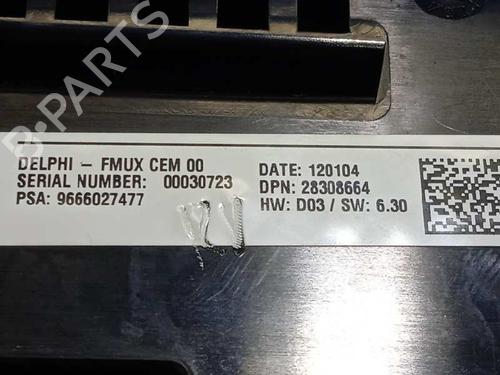 B-PARTS
DELPHI – FMUX CEM 00
SERIAL NUMBER: 00030723
PSA: 9666027477
DATE: 120104
DPN: 28308664
HW: D03 / SW: 6.30